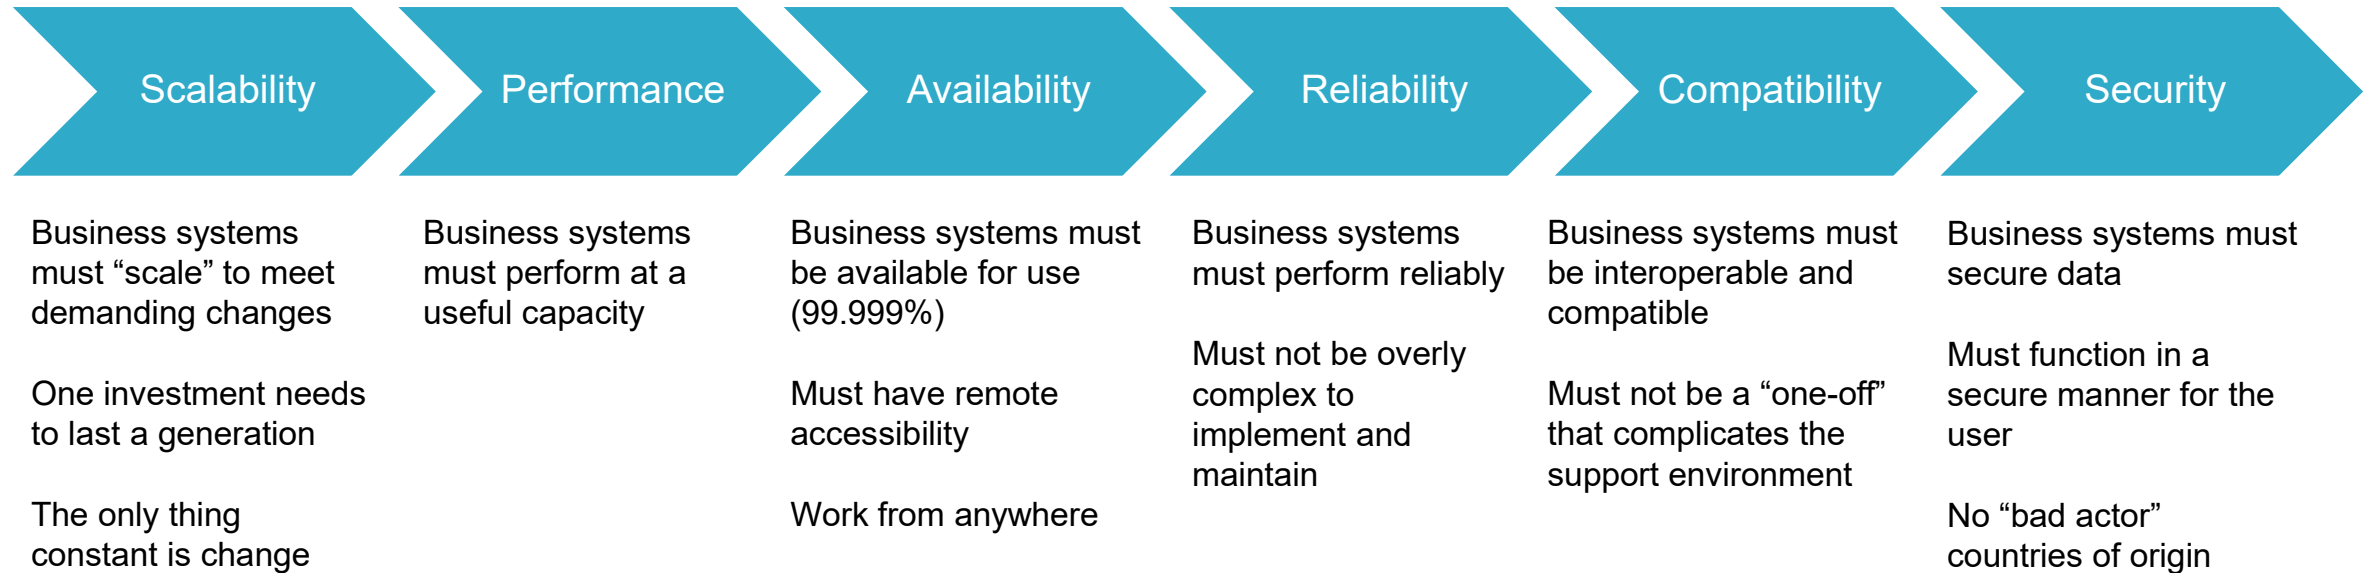 Scalability
Performance
Availability
Reliability
Compatibility
Security
Business systems
must “scale” to meet
demanding changes
One investment needs
to last a generation
The only thing
constant is change
Business systems
must perform at a
useful capacity
Business systems must
be available for use
(99.999%)
Must have remote
accessibility
Work from anywhere
Business systems
must perform reliably
Must not be overly
complex to
implement and
maintain
Business systems must
be interoperable and
compatible
Must not be a “one-off”
that complicates the
support environment
Business systems must
secure data
Must function in a
secure manner for the
user
No “bad actor”
countries of origin